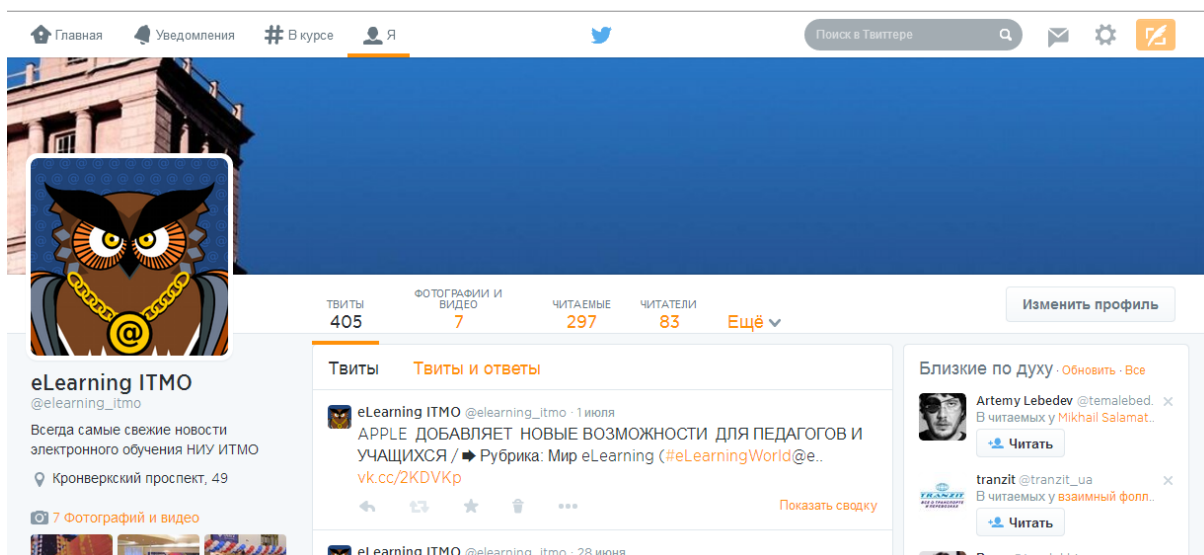 Главная
Уведомления
В курсе
Я
Поиск в Твиттере
ТВИТЫ
405
ФОТОГРАФИИ И
ВИДЕО
7
ЧИТАЕМЫЕ
297
ЧИТАТЕЛИ
83
Ещё
Изменить профиль
@
eLearning ITMO
@elearning_itmo
Всегда самые свежие новости
электронного обучения НИУ ИТМО
Кронверкский проспект, 49
7 Фотографий и видео
Твиты
Твиты и ответы
eLearning ITMO @elearning_itmo · 1 июля
APPLE ДОБАВЛЯЕТ НОВЫЕ ВОЗМОЖНОСТИ ДЛЯ ПЕДАГОГОВ И
УЧАЩИХСЯ / ➡ Рубрика: Мир eLearning (#eLearningWorld@e..
vk.cc/2KDVKp
Показать сводку
eLearning ITMO @elearning_itmo · 28 июня
Близкие по духу · Обновить · Все
Artemy Lebedev @temalebed.
В читаемых у Mikhail Salamat..
Читать
TRANZIT
tranzit @tranzit_ua
В читаемых у взаимный фолл..
Читать